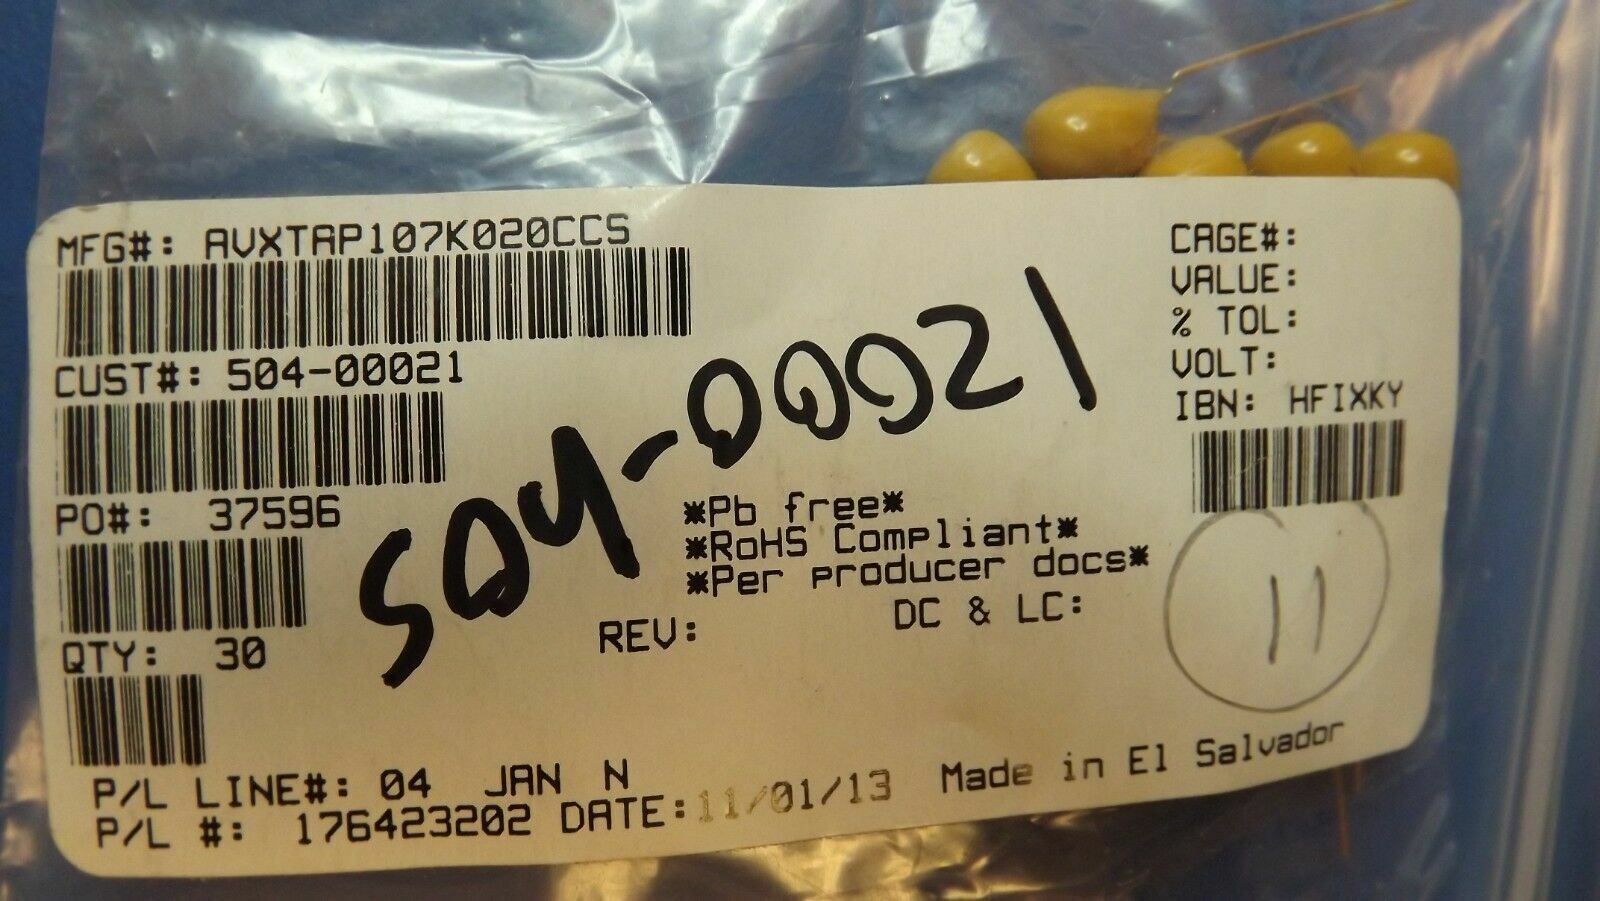 MFG#: AVXTAP107K020CCS
CUST#: 504-00021
PO#: 37596
QTY: 30
504-00021
*Pb free*
*RoHS Compliant*
*Per producer docs*
REV:
DC & LC:
CAGE#:
VALUE:
% TOL:
VOLT:
IBN: HFIXKY
11
P/L LINE#: 04 JAN N
P/L #: 176423202 DATE:11/01/13 Made in El Salvador